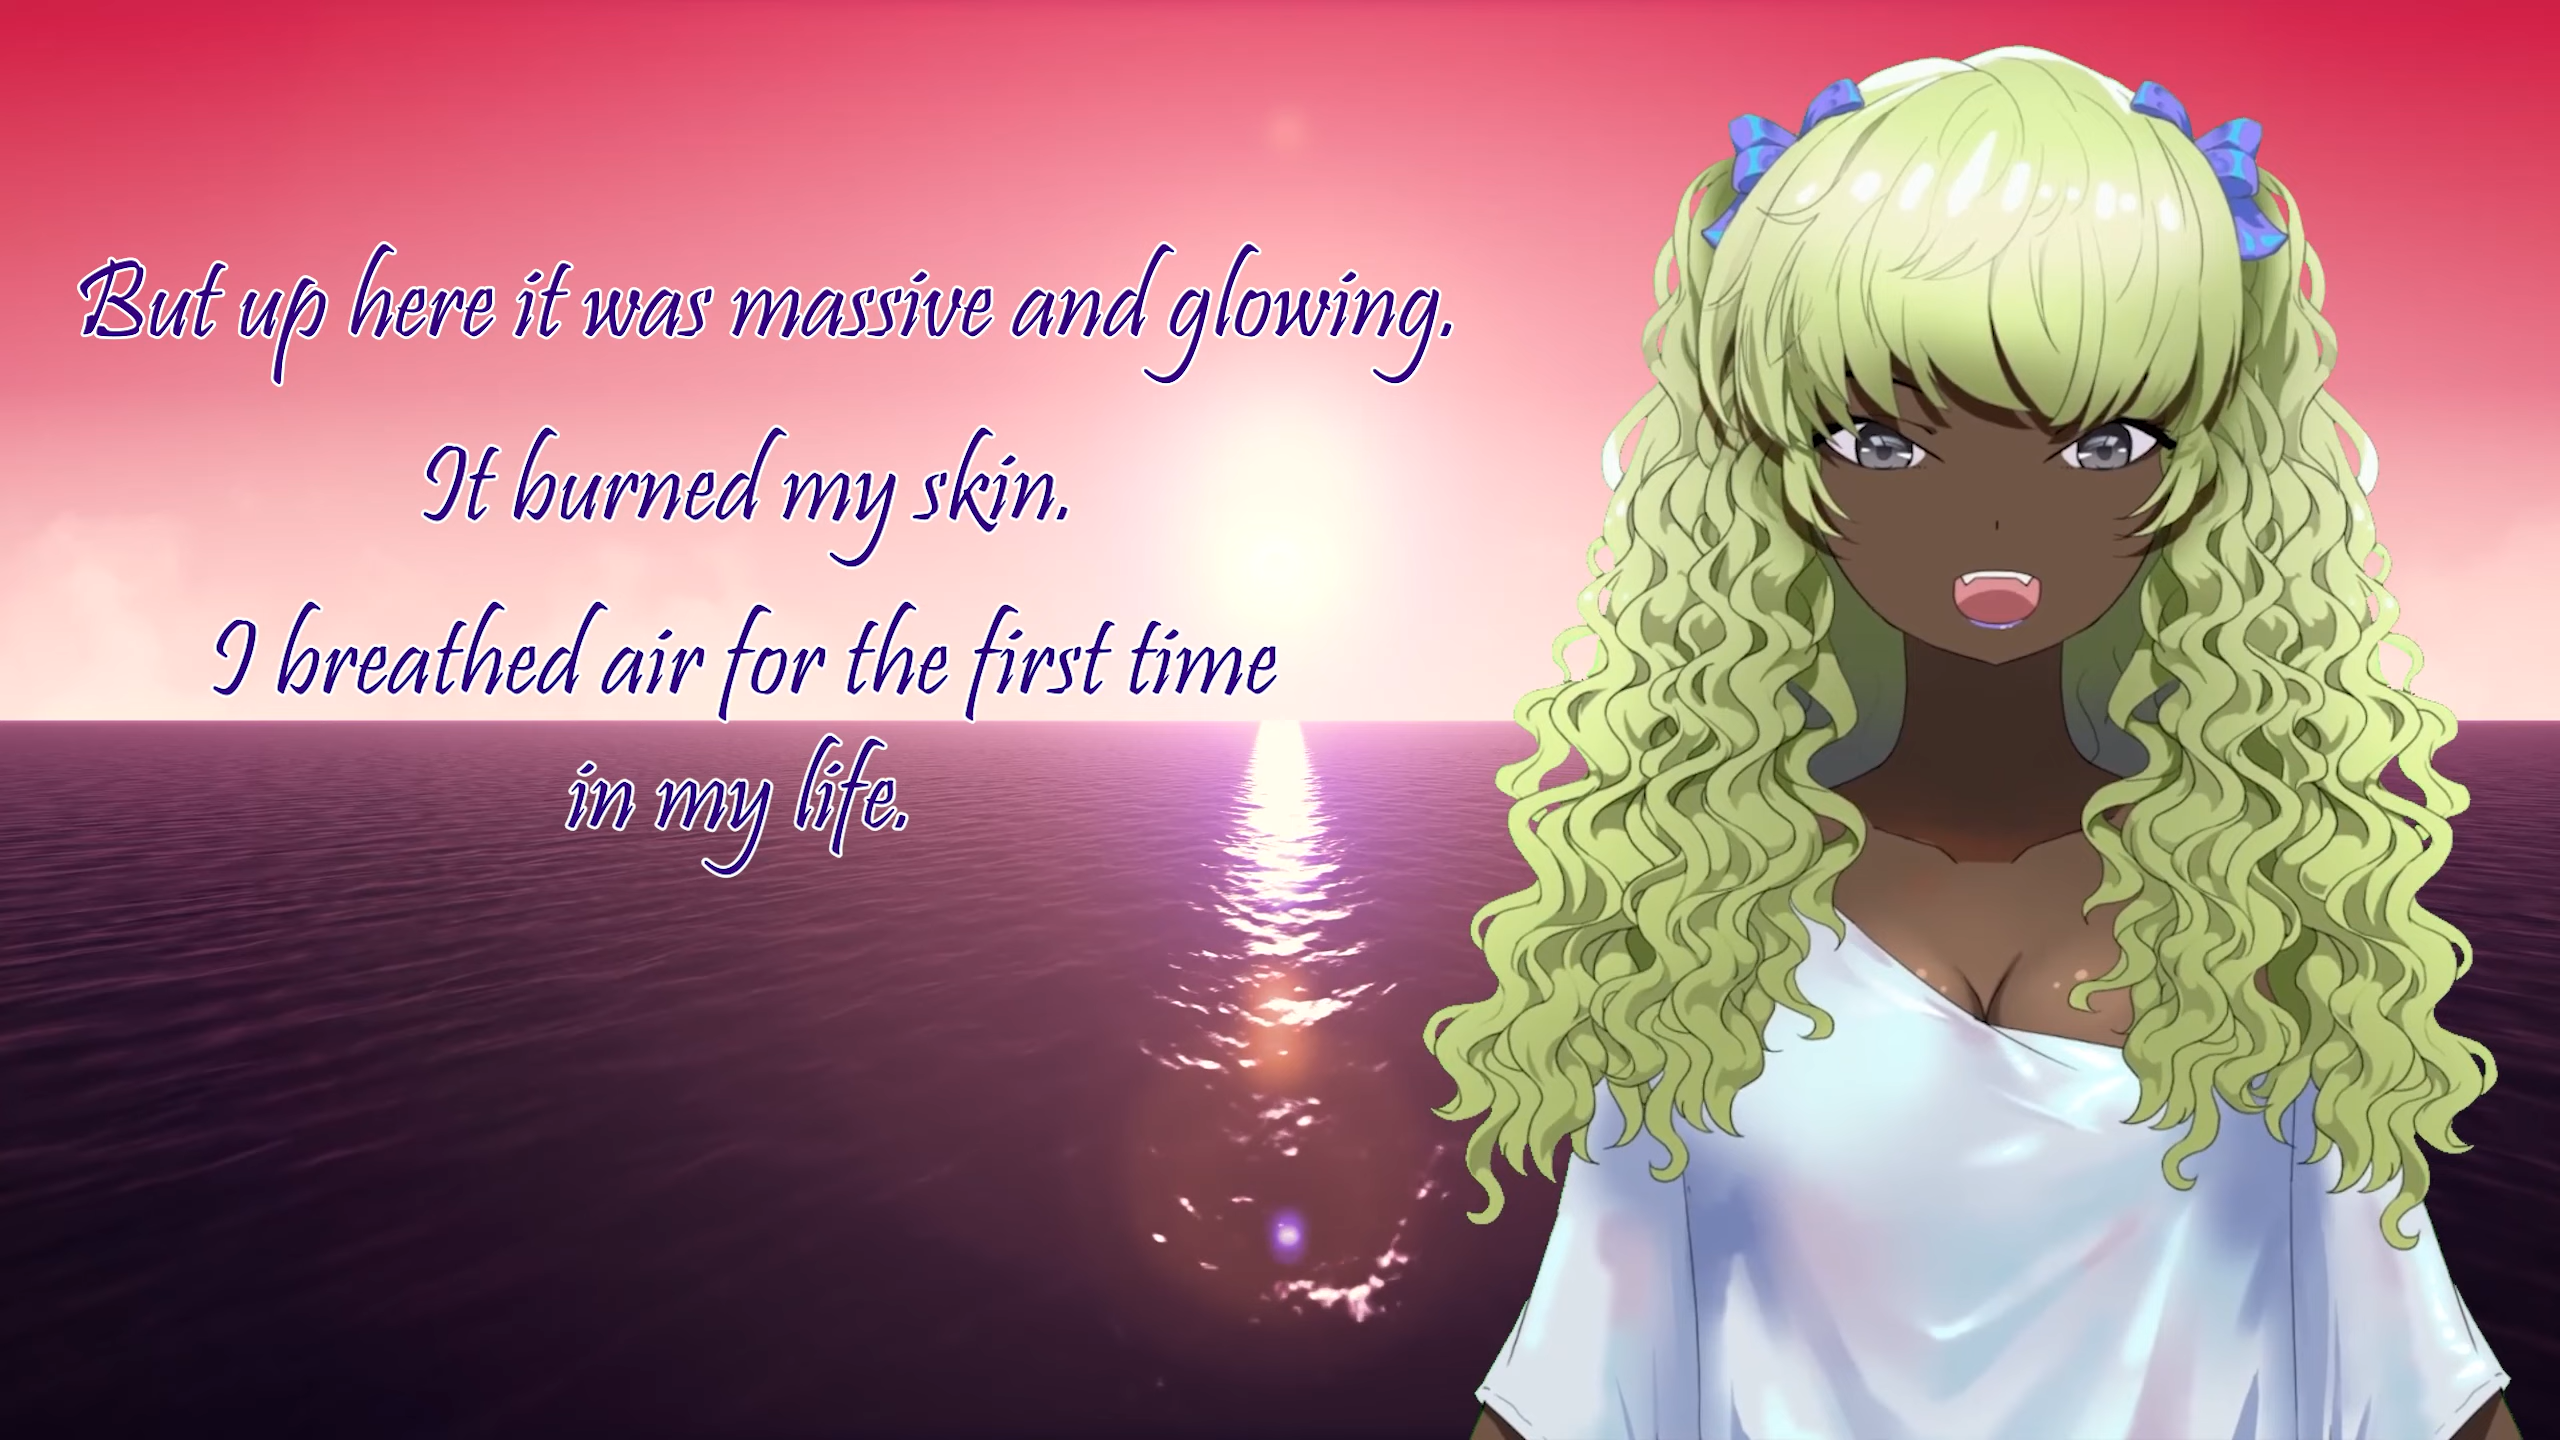 But up here it was massive and glowing.
It burned my skin.
I breathed air for the first time
in my life.